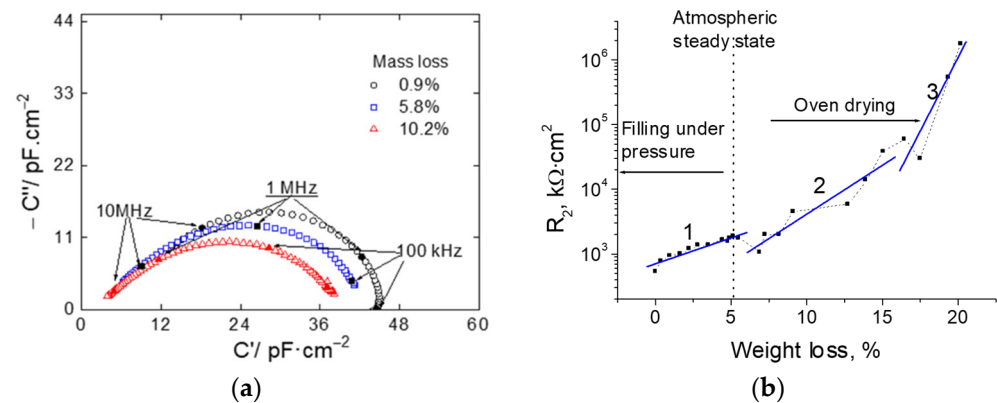 44
33
22
11
0
− C"/ pF.cm⁻²
Mass loss
0.9%
5.8%
10.2%
1 MHz
10MHz
100 kHz
0 12 24 36 48 60
C'/ pF·cm⁻²
(a)
Atmospheric
steady state
10⁶
10⁵
10⁴
10³
R₂, kΩ·cm²
3
Oven drying
Filling under
pressure
2
1
0 5 10 15 20
Weight loss, %
(b)